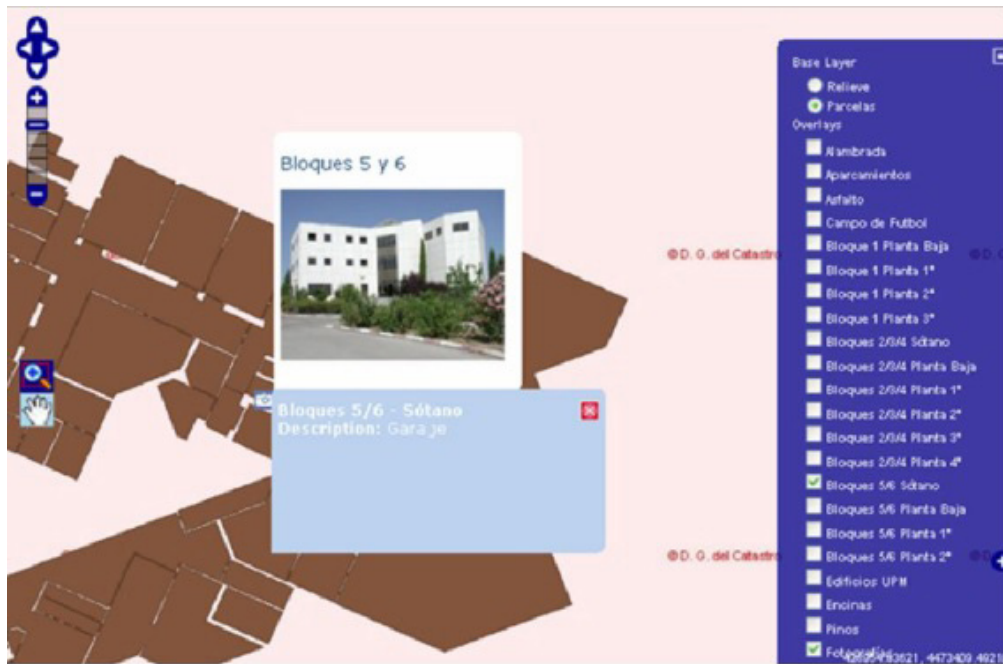 Bloques 5 y 6
Bloques 5/6 - Sótano
Description: Garaje
© D. G. del Catastro
© D. G. del Catastro
Base Layer
Relieve
Parcelas
Overlays
Alambrada
Aparcamientos
Asfalto
Campo de Futbol
Bloque 1 Planta Baja
Bloque 1 Planta 1ª
Bloque 1 Planta 2ª
Bloque 1 Planta 3ª
Bloques 2/3/4 Sótano
Bloques 2/3/4 Planta Baja
Bloques 2/3/4 Planta 1ª
Bloques 2/3/4 Planta 2ª
Bloques 2/3/4 Planta 3ª
Bloques 2/3/4 Planta 4ª
Bloques 5/6 Sótano
Bloques 5/6 Planta Baja
Bloques 5/6 Planta 1ª
Bloques 5/6 Planta 2ª
Edificios UPM
Encinas
Pinos
Fotografías